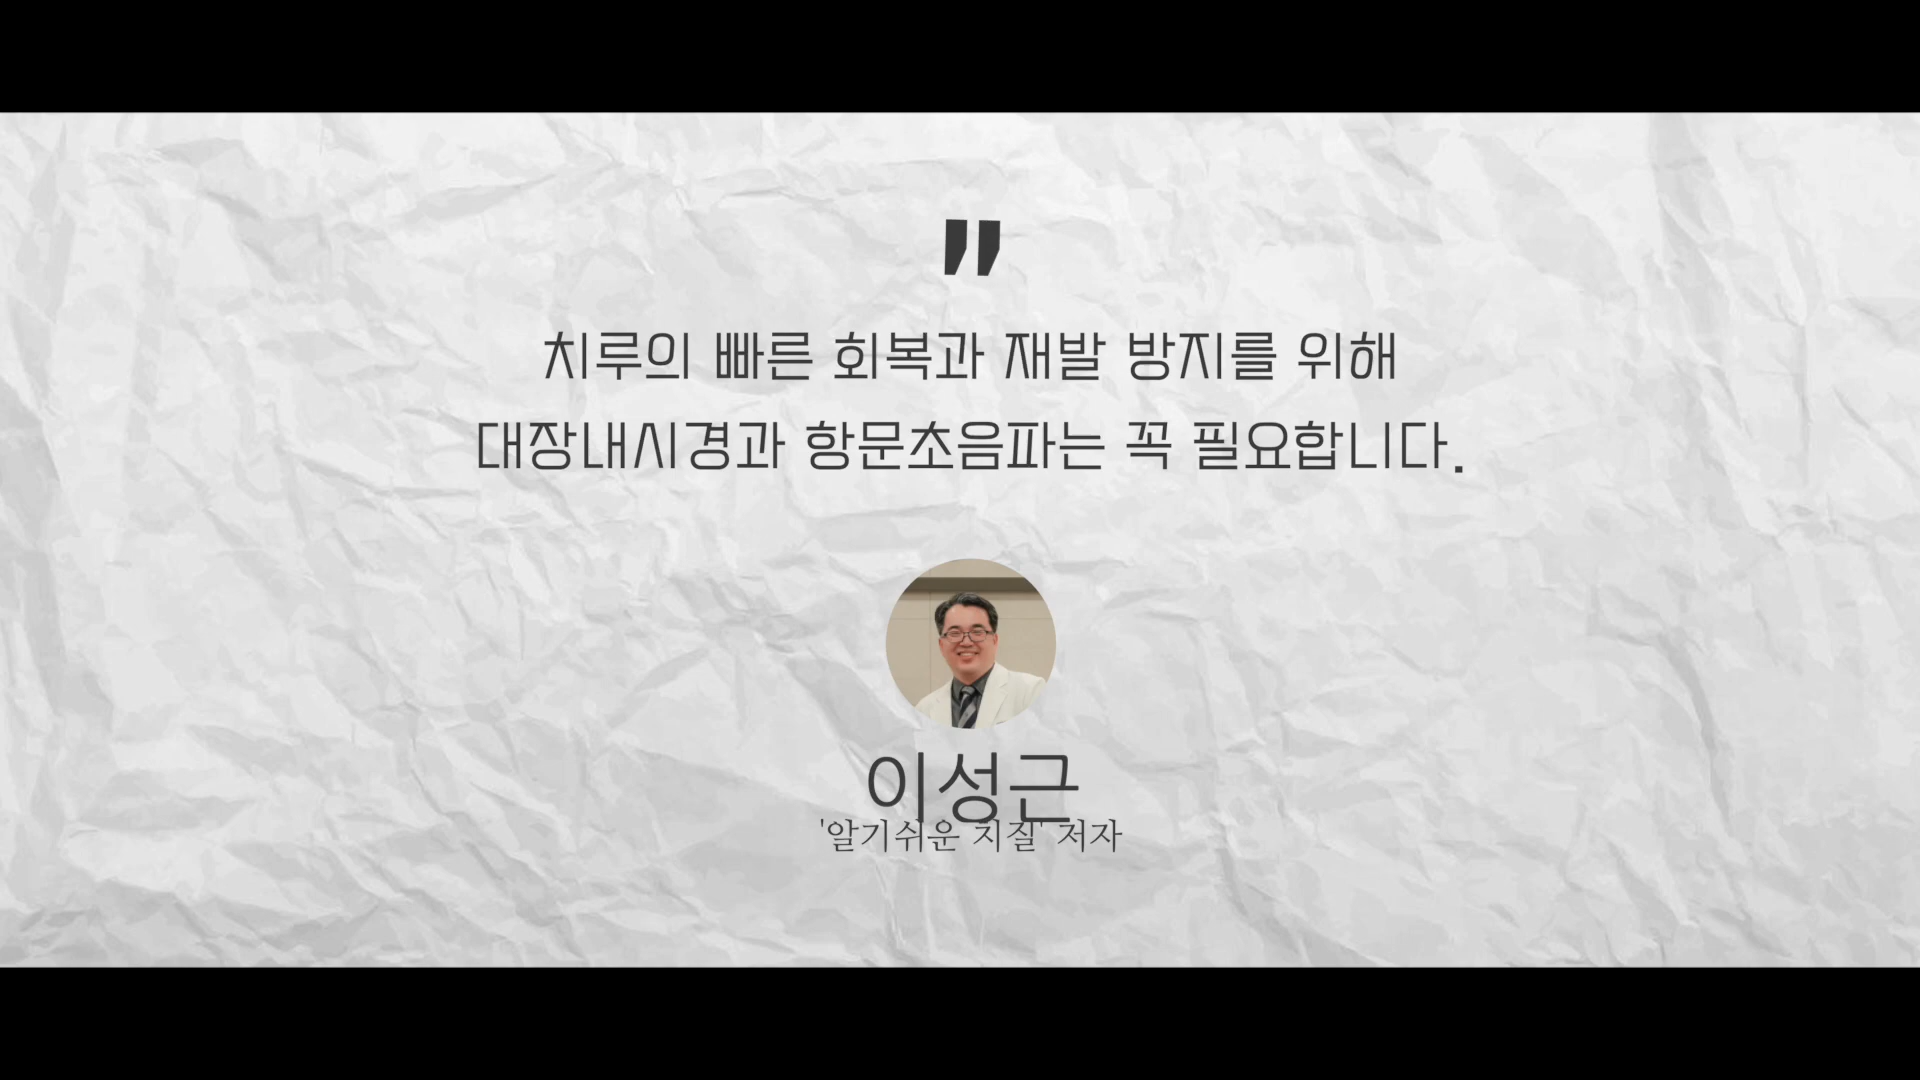 "
치루의 빠른 회복과 재발 방지를 위해
대장내시경과 항문초음파는 꼭 필요합니다.
이성근
'알기쉬운 치질' 저자